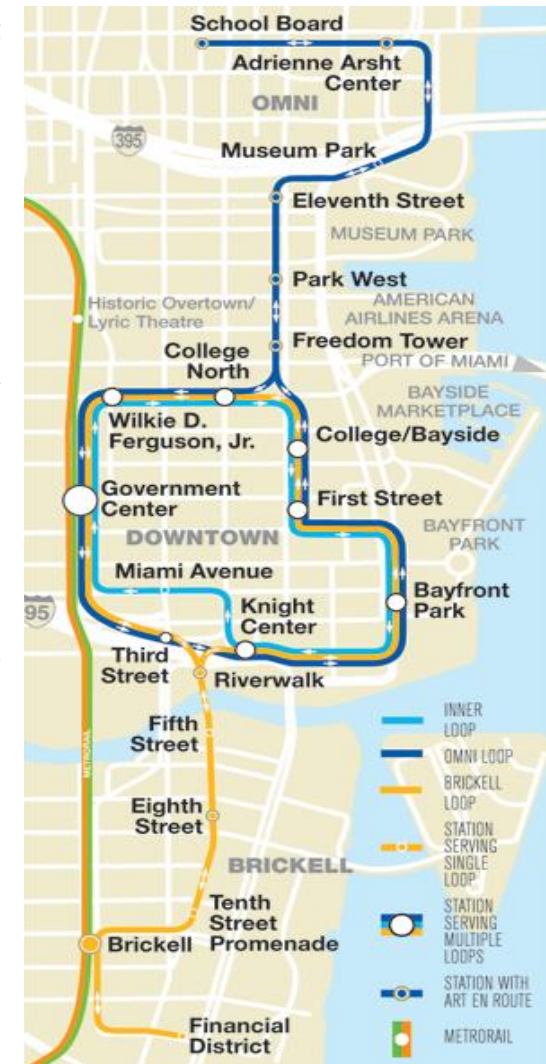 School Board
Adrienne Arsht
Center
OMNI
395
Museum Park
Eleventh Street
MUSEUM PARK
Park West
Historic Overtown/
Lyric Theatre
AMERICAN
AIRLINES ARENA
Freedom Tower
College
North
PORT OF MIAMI
BAYSIDE
MARKETPLACE
Wilkie D.
Ferguson, Jr.
College/Bayside
Government
Center
First Street
DOWNTOWN
BAYFRONT
PARK
Miami Avenue
Bayfront
Park
Knight
Center
95
Third
Street
Riverwalk
INNER
LOOP
Fifth
Street
OMNI LOOP
METRORAIL
BRICKELL
LOOP
Eighth
Street
STATION
SERVING
SINGLE
LOOP
BRICKELL
Tenth
Street
Promenade
STATION
SERVING
MULTIPLE
LOOPS
Brickell
STATION WITH
ART EN ROUTE
Financial
District
METRORAIL